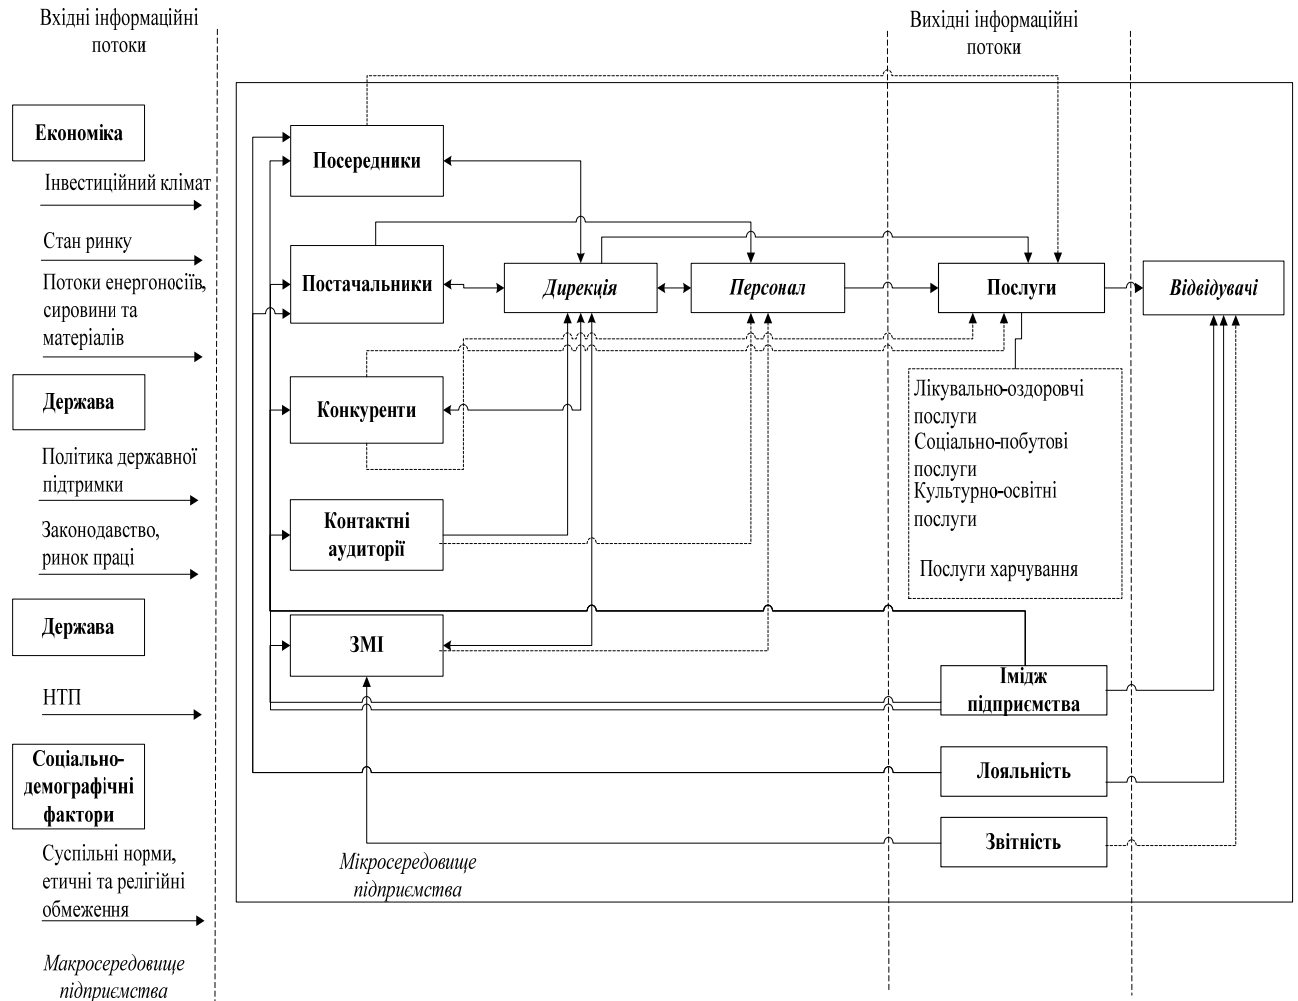 Вхідні інформаційні
потоки
Вихідні інформаційні
потоки
Економіка
Інвестиційний клімат
Стан ринку
Потоки енергоносіїв,
сировини та
матеріалів
Держава
Політика державної
підтримки
Законодавство,
ринок праці
Держава
НТП
Соціально-
демографічні
фактори
Суспільні норми,
етичні та релігійні
обмеження
Макросередовище
підприємства
Посередники
Постачальники
Дирекція
Персонал
Послуги
Відвідувачі
Конкуренти
Контактні
аудиторії
ЗМІ
Лікувально-оздоровчі
послуги
Соціально-побутові
послуги
Культурно-освітні
послуги
Послуги харчування
Імідж
підприємства
Лояльність
Звітність
Мікросередовище
підприємства